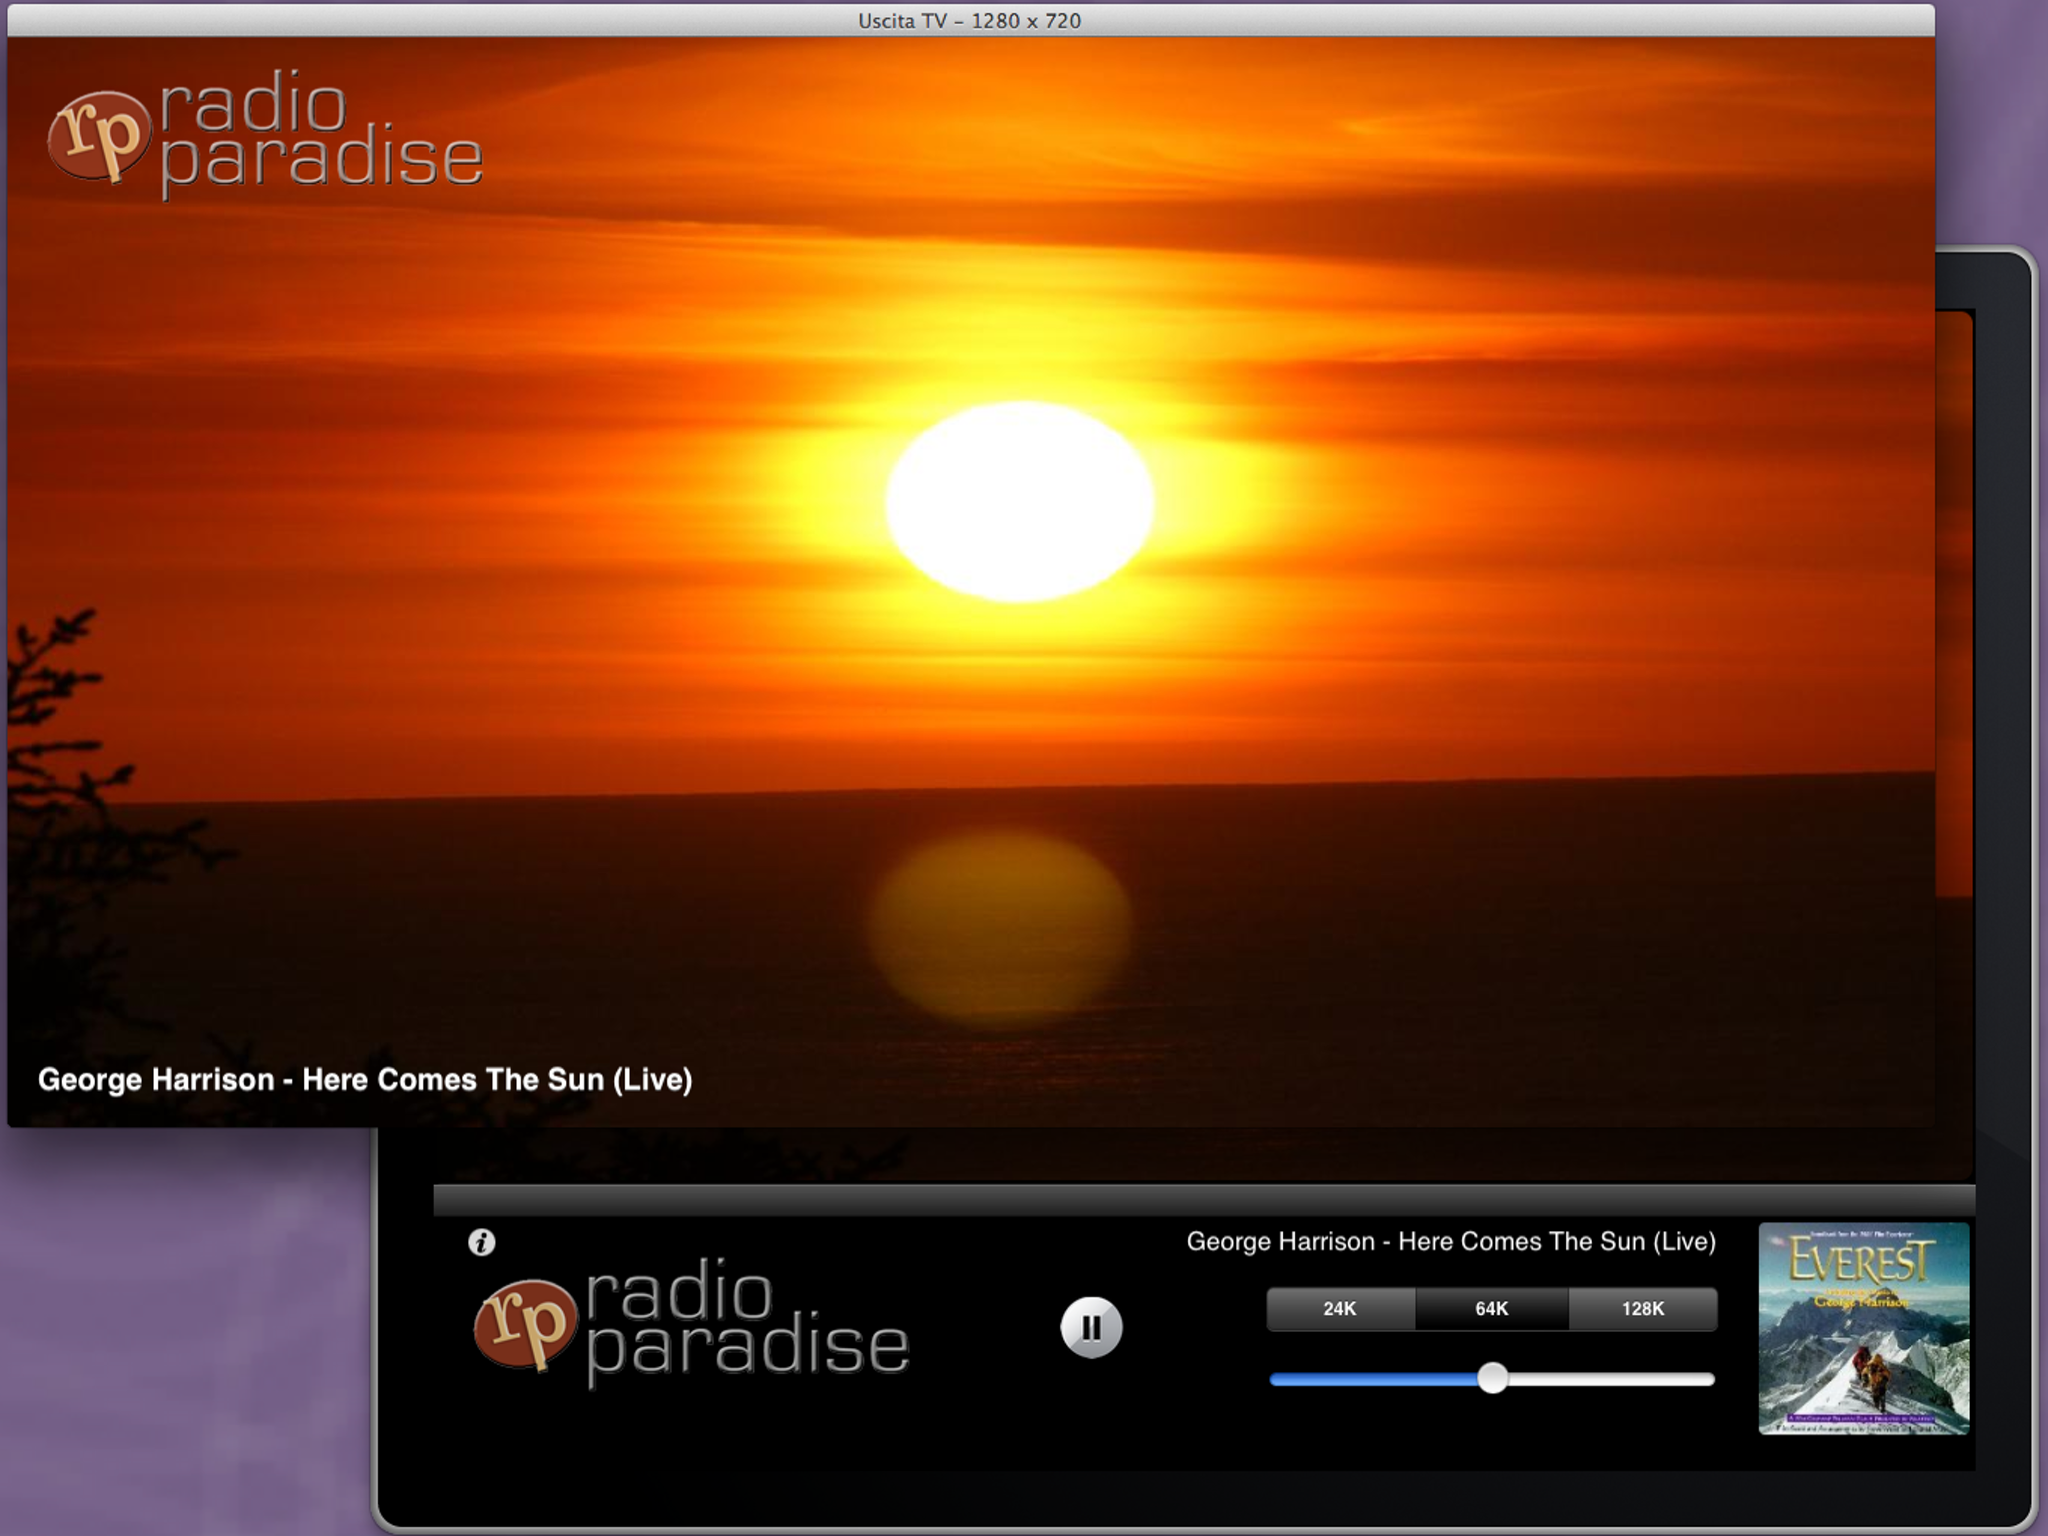 Uscita TV – 1280 x 720
rp radio
paradise
George Harrison - Here Comes The Sun (Live)
i
George Harrison - Here Comes The Sun (Live)
rp radio
paradise
24K 64K 128K
EVEREST
George Harrison